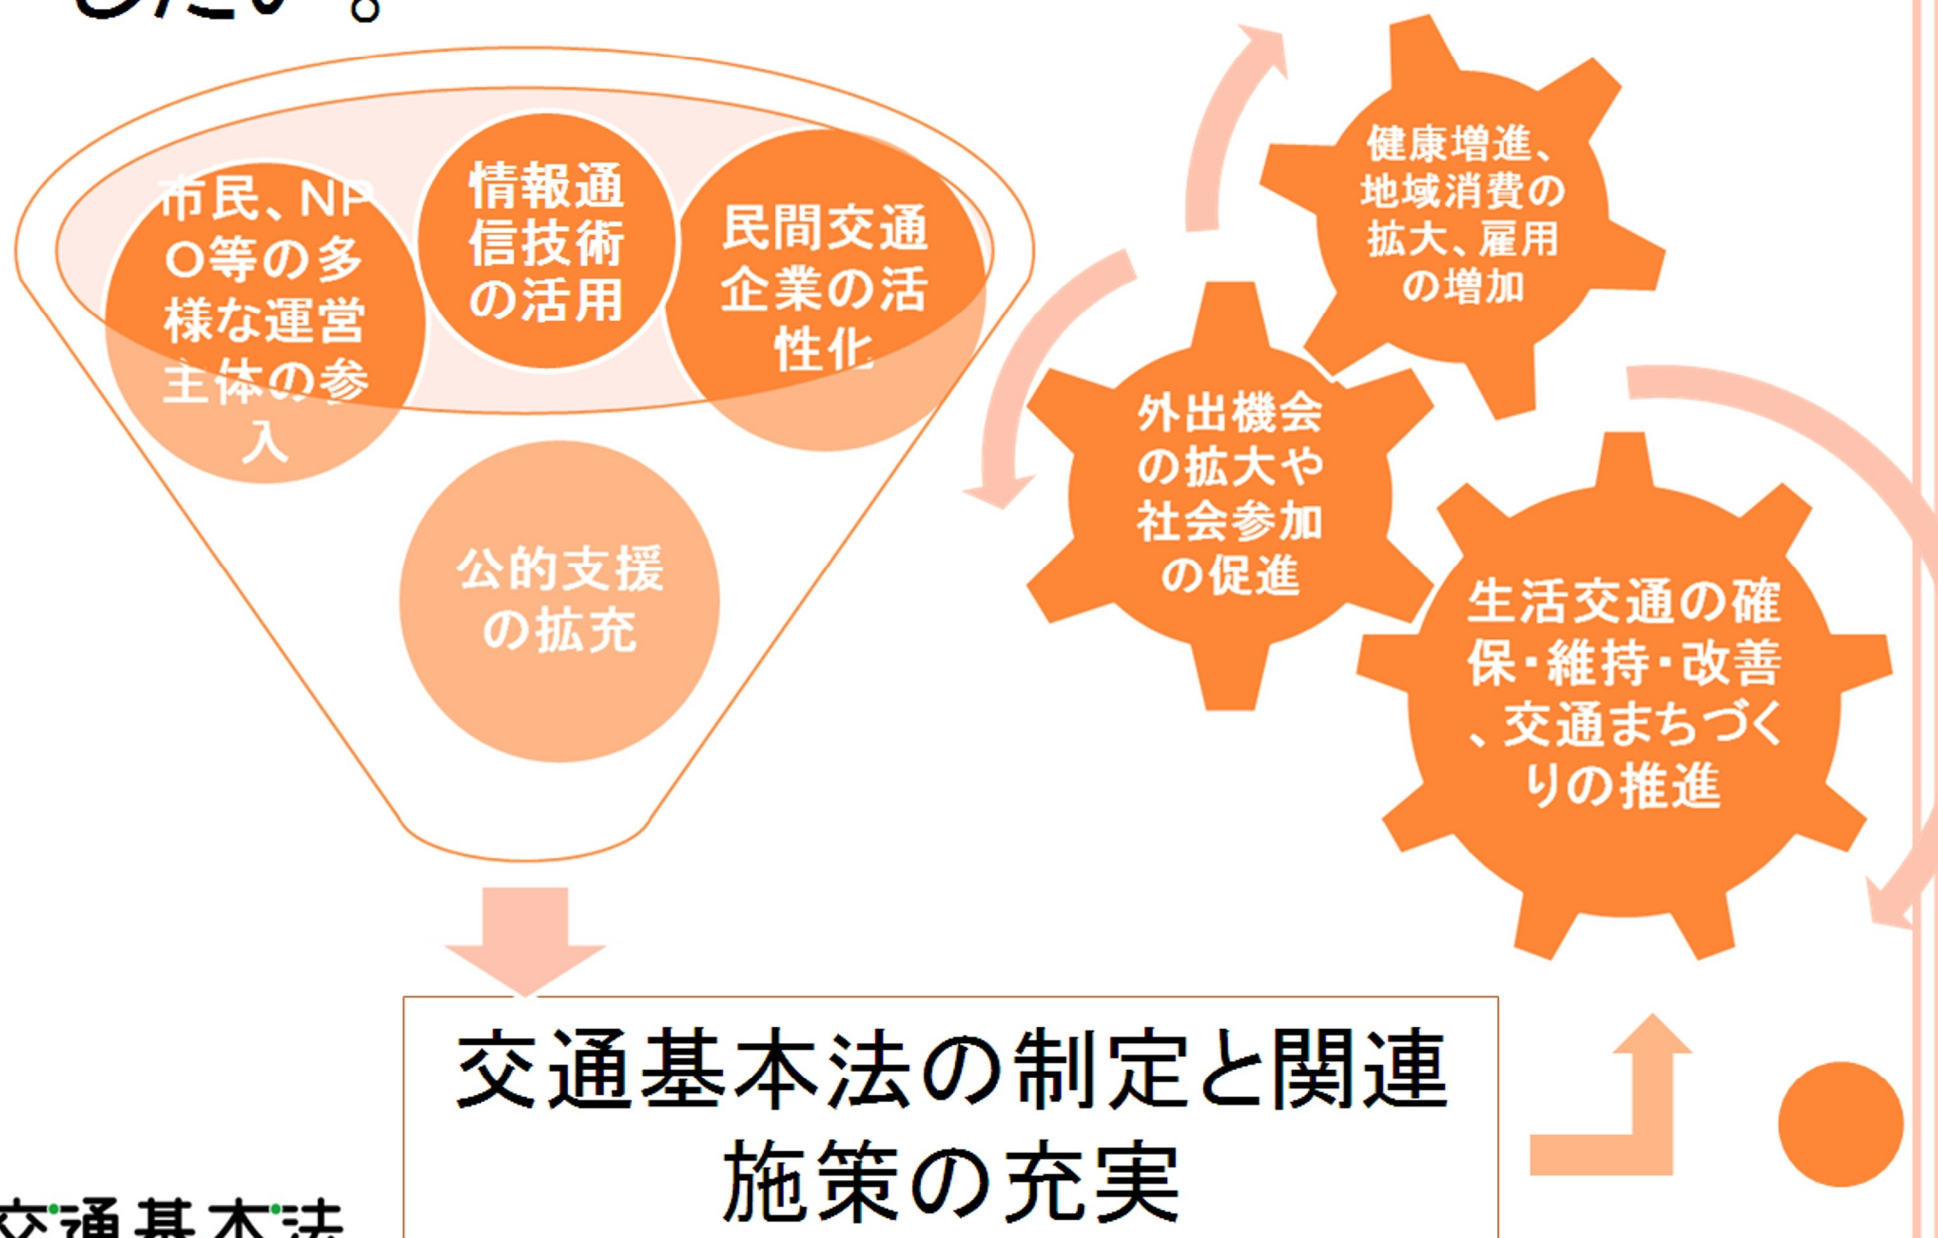 したい。
市民、NP
O等の多
様な運営
主体の参
入
情報通
信技術
の活用
民間交通
企業の活
性化
公的支援
の拡充
健康増進、
地域消費の
拡大、雇用
の増加
外出機会
の拡大や
社会参加
の促進
生活交通の確
保・維持・改善
、交通まちづく
りの推進
交通基本法の制定と関連
施策の充実
交通基本法